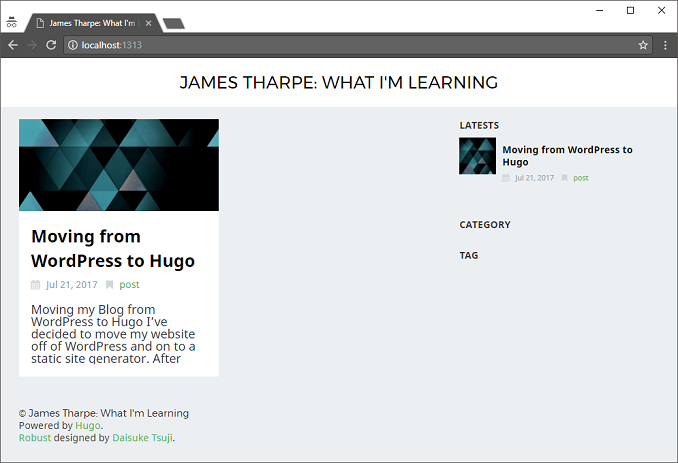 James Tharpe: What I'm l
localhost:1313
JAMES THARPE: WHAT I'M LEARNING
Moving from
WordPress to Hugo
Jul 21, 2017 post
Moving my Blog from
WordPress to Hugo I've
decided to move my website
off of WordPress and on to a
static site generator. After
LATESTS
Moving from WordPress to
Hugo
Jul 21, 2017 post
CATEGORY
TAG
© James Tharpe: What I'm Learning
Powered by Hugo.
Robust designed by Daisuke Tsuji.